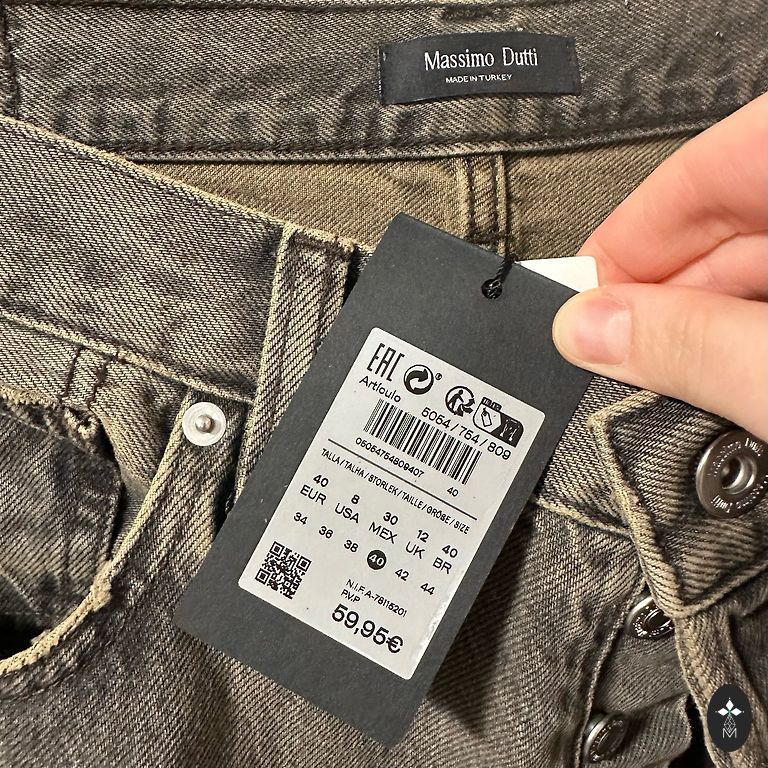 Massimo Dutti
MADE IN TURKEY
EAC
Artículo 5054 / 754 / 809
05054754809407 40
TALLA/TALHA/STORLEK/TAILLE/GRÖßE/SIZE
40 8 30 12 40
EUR USA MEX UK BR
34 36 38 40 42 44
N.I.F. A-78115201
P.V.P.
59,95€
M